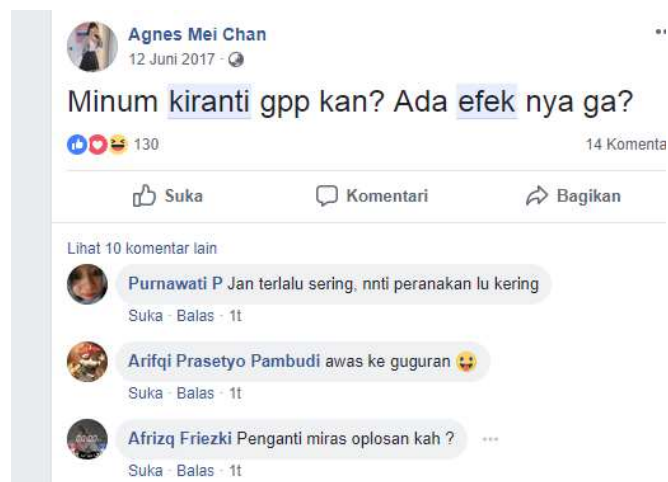 Agnes Mei Chan
12 Juni 2017 ·
Minum kiranti gpp kan? Ada efek nya ga?
130 14 Komenta
Suka Komentari Bagikan
Lihat 10 komentar lain
Purnawati P Jan terlalu sering, nnti peranakan lu kering
Suka · Balas · 1t
Arifqi Prasetyo Pambudi awas ke guguran 😝
Suka · Balas · 1t
Afrizq Friezki Penganti miras oplosan kah ?
Suka · Balas · 1t